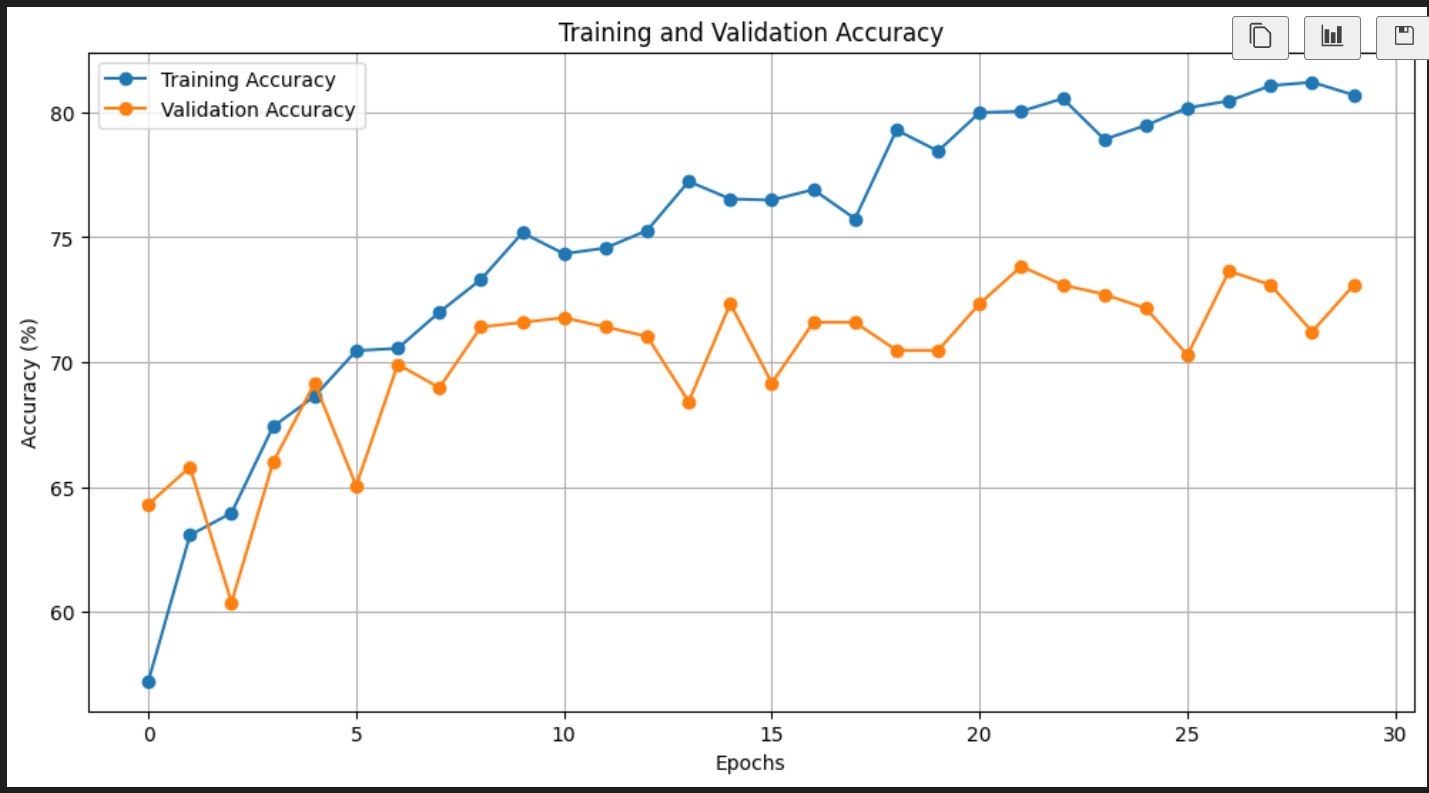 Training and Validation Accuracy
Training Accuracy
Validation Accuracy
80
75
70
65
60
Accuracy (%)
0 5 10 15 20 25 30
Epochs